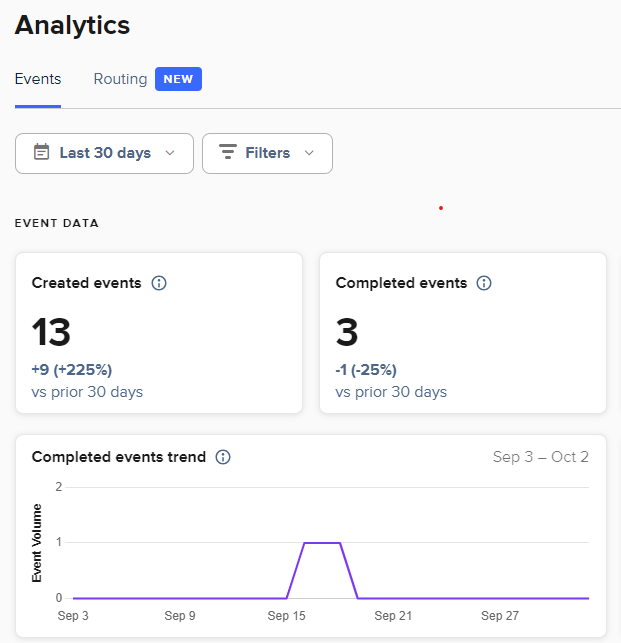 Analytics
Events Routing NEW
Last 30 days Filters
EVENT DATA
Created events
13
+9 (+225%)
vs prior 30 days
Completed events
3
-1 (-25%)
vs prior 30 days
Completed events trend Sep 3 – Oct 2
Event Volume
2
1
0
Sep 3 Sep 9 Sep 15 Sep 21 Sep 27